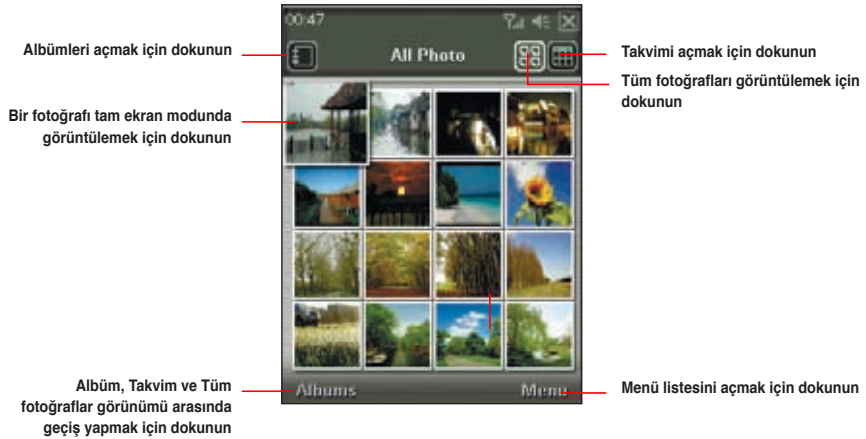 00:47
All Photo
Albümleri açmak için dokunun
Bir fotoğrafı tam ekran modunda
görüntülemek için dokunun
Takvimi açmak için dokunun
Tüm fotoğrafları görüntülemek için
dokunun
Albums
Menu
Albüm, Takvim ve Tüm
fotoğraflar görünümü arasında
geçiş yapmak için dokunun
Menü listesini açmak için dokunun